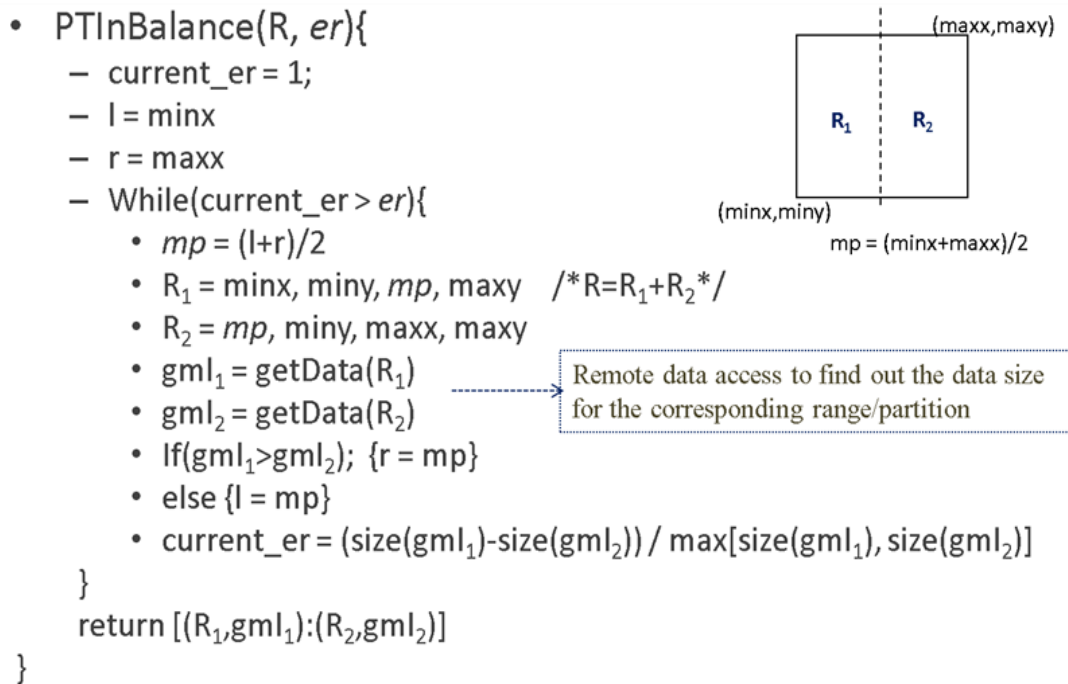 • PTInBalance(R, er){
– current_er = 1;
– l = minx
– r = maxx
– While(current_er > er){
• mp = (l+r)/2
• R₁ = minx, miny, mp, maxy /*R=R₁+R₂*/
• R₂ = mp, miny, maxx, maxy
• gml₁ = getData(R₁)
• gml₂ = getData(R₂)
• If(gml₁>gml₂); {r = mp}
• else {l = mp}
• current_er = (size(gml₁)-size(gml₂)) / max[size(gml₁), size(gml₂)]
}
return [(R₁,gml₁):(R₂,gml₂)]
}
(maxx,maxy)
R₁ R₂
(minx,miny)
mp = (minx+maxx)/2
Remote data access to find out the data size
for the corresponding range/partition